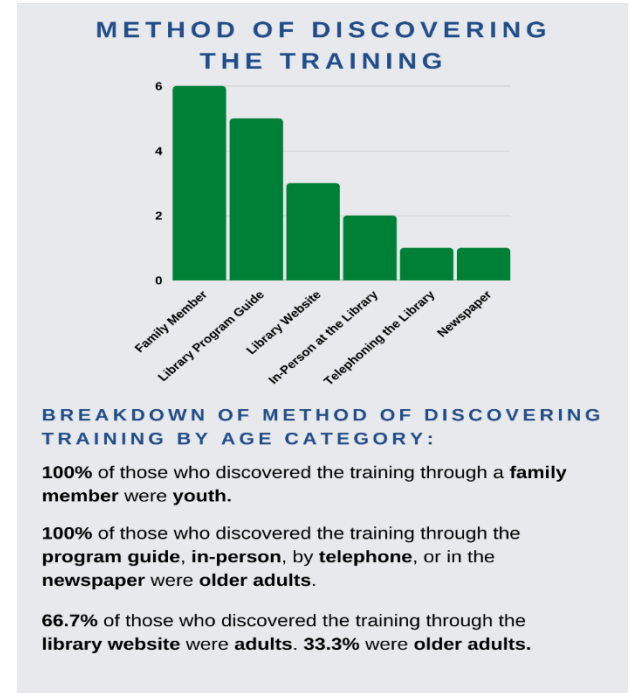 METHOD OF DISCOVERING
THE TRAINING
6
4
2
0
Family Member
Library Program Guide
Library Website
In-Person at the Library
Telephoning the Library
Newspaper
BREAKDOWN OF METHOD OF DISCOVERING
TRAINING BY AGE CATEGORY:
100% of those who discovered the training through a family
member were youth.
100% of those who discovered the training through the
program guide, in-person, by telephone, or in the
newspaper were older adults.
66.7% of those who discovered the training through the
library website were adults. 33.3% were older adults.